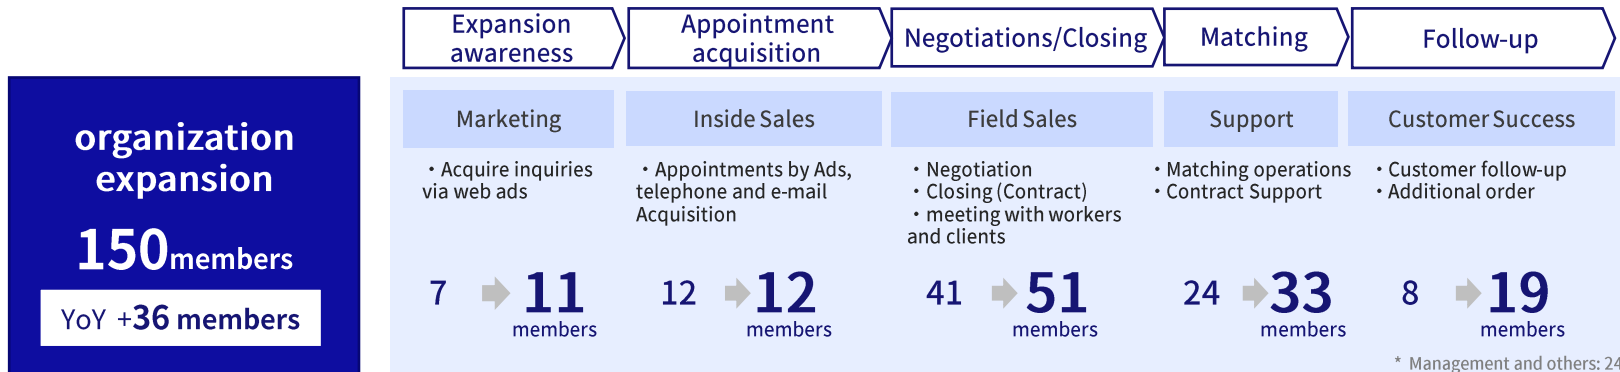 Expansion
awareness
Appointment
acquisition
Negotiations/Closing
Matching
Follow-up
organization
expansion
150members
YoY +36 members
Marketing
・Acquire inquiries
via web ads
7
11
members
Inside Sales
・Appointments by Ads,
telephone and e-mail
Acquisition
12
12
members
Field Sales
・Negotiation
・Closing (Contract)
・meeting with workers
and clients
41
51
members
Support
・Matching operations
・Contract Support
24
33
members
Customer Success
・Customer follow-up
・Additional order
8
19
members
* Management and others: 24